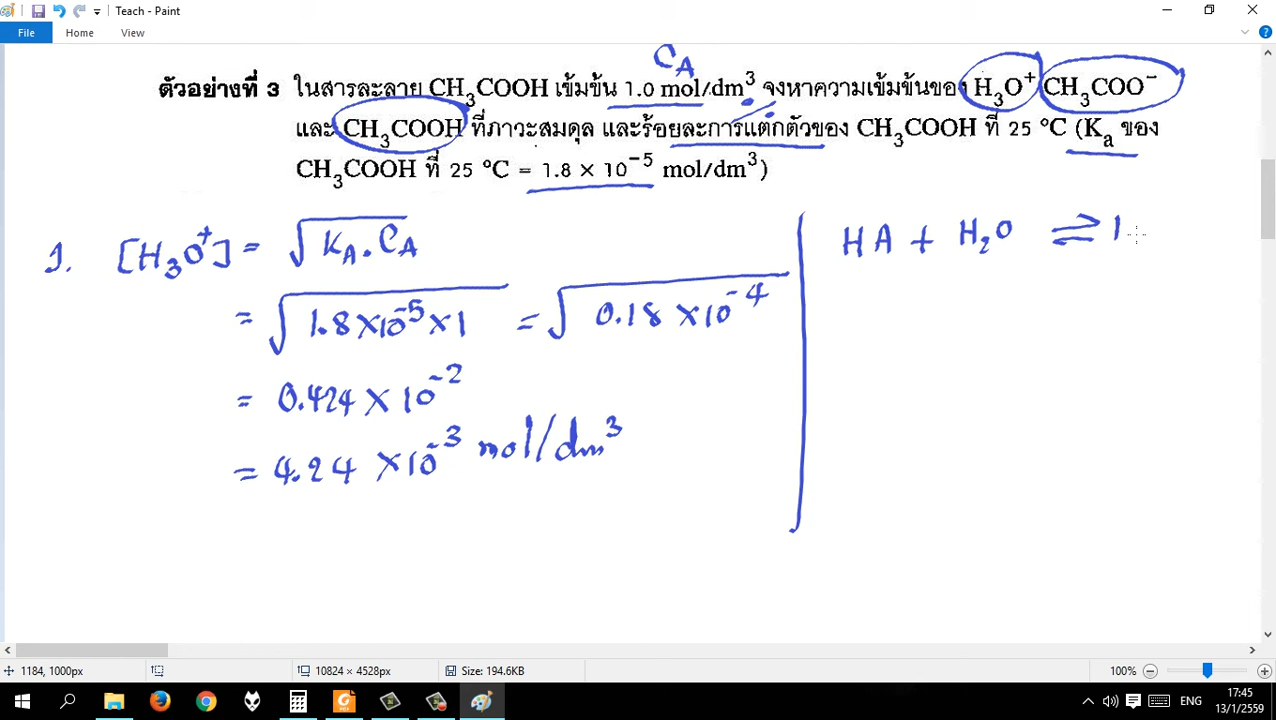 Teach - Paint
File Home View
C_A
ตัวอย่างที่ 3 ในสารละลาย CH₃COOH เข้มข้น 1.0 mol/dm³ จงหาความเข้มข้นของ H₃O⁺ CH₃COO⁻
และ CH₃COOH ที่ภาวะสมดุล และร้อยละการแตกตัวของ CH₃COOH ที่ 25 °C (Kₐ ของ
CH₃COOH ที่ 25 °C = 1.8 × 10⁻⁵ mol/dm³)
1. [H₃O⁺] = √K_A.C_A
= √1.8×10⁻⁵×1 = √0.18×10⁻⁴
= 0.424 × 10⁻²
= 4.24 ×10⁻³ mol/dm³
HA + H₂O ⇌
1184, 1000px 10824 × 4528px Size: 194.6KB 100%
ENG 17:45
13/1/2559